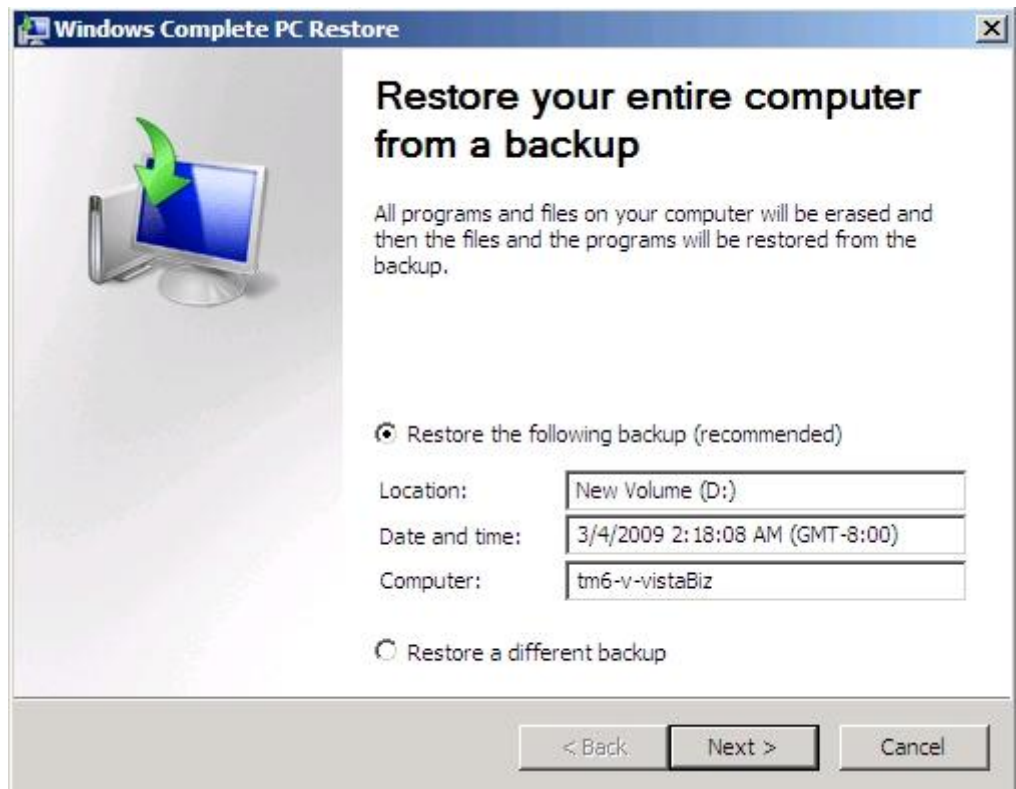 Windows Complete PC Restore
Restore your entire computer
from a backup
All programs and files on your computer will be erased and
then the files and the programs will be restored from the
backup.
Restore the following backup (recommended)
Location: New Volume (D:)
Date and time: 3/4/2009 2:18:08 AM (GMT-8:00)
Computer: tm6-v-vistaBiz
Restore a different backup
< Back Next > Cancel